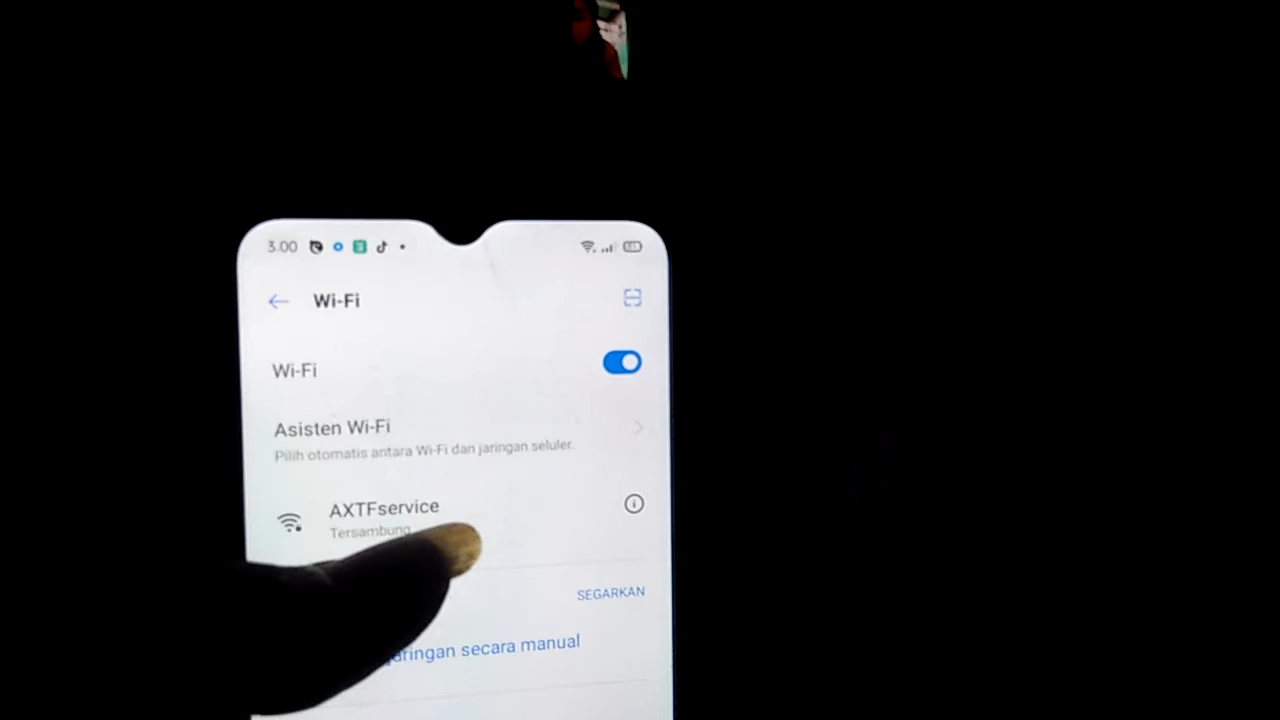 3.00
Wi-Fi
Wi-Fi
Asisten Wi-Fi
Pilih otomatis antara Wi-Fi dan jaringan seluler.
AXTFservice
Tersambung
SEGARKAN
jaringan secara manual